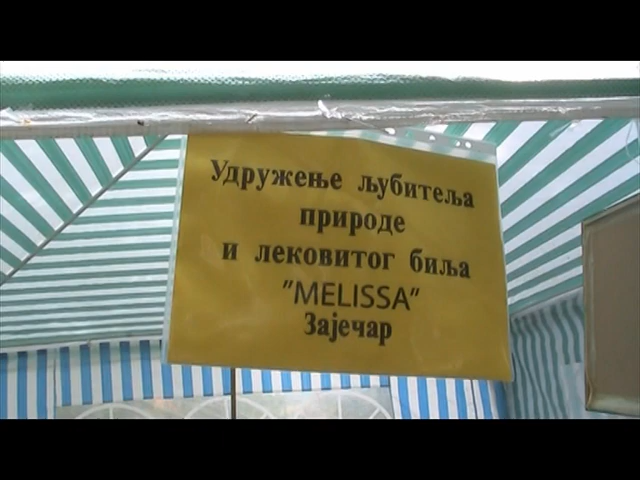 Удружење љубитеља
природе
и лековитог биља
"MELISSA"
Зајечар